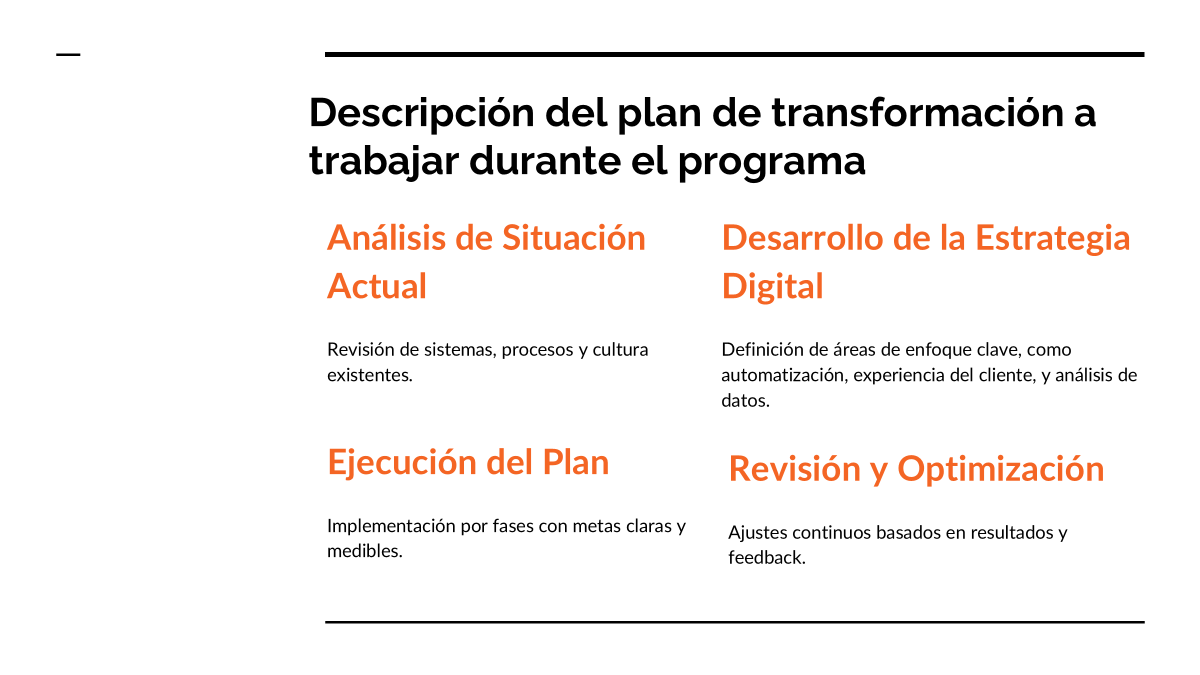 Descripción del plan de transformación a
trabajar durante el programa
Análisis de Situación
Actual
Revisión de sistemas, procesos y cultura
existentes.
Desarrollo de la Estrategia
Digital
Definición de áreas de enfoque clave, como
automatización, experiencia del cliente, y análisis de
datos.
Ejecución del Plan
Implementación por fases con metas claras y
medibles.
Revisión y Optimización
Ajustes continuos basados en resultados y
feedback.